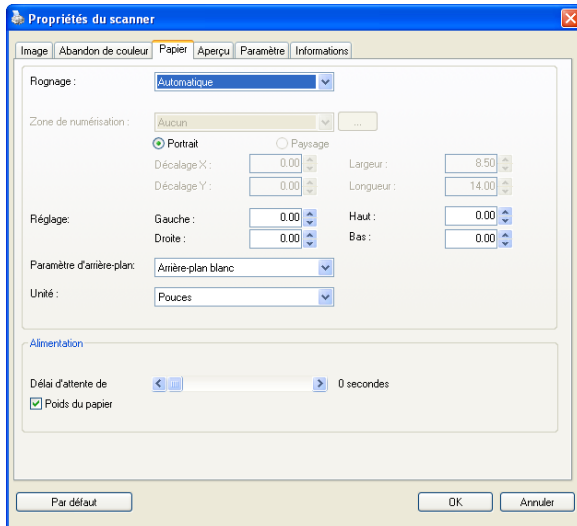 Propriétés du scanner
Image Abandon de couleur Papier Aperçu Paramètre Informations
Rognage : Automatique
Zone de numérisation : Aucun ...
Portrait Paysage
Décalage X : 0.00 Largeur : 8.50
Décalage Y : 0.00 Longueur : 14.00
Réglage: Gauche : 0.00 Haut : 0.00
Droite : 0.00 Bas : 0.00
Paramètre d'arrière-plan: Arrière-plan blanc
Unité : Pouces
Alimentation
Délai d'attente de 0 secondes
Poids du papier
Par défaut OK Annuler